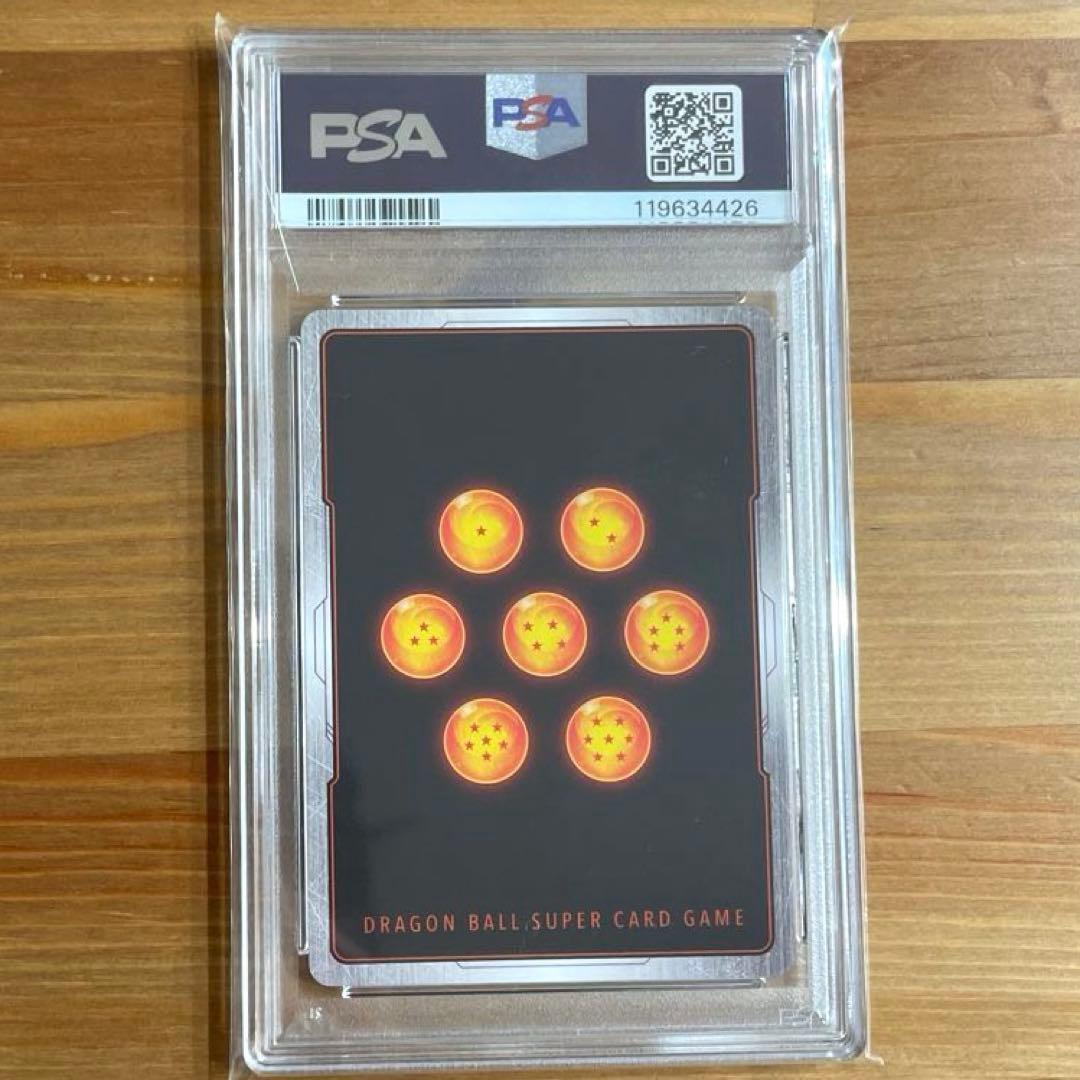 PSA
PSA
119634426
DRAGON BALL SUPER CARD GAME